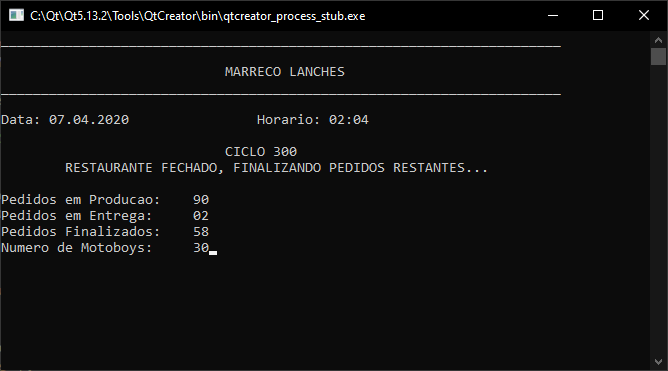 C:\Qt\Qt5.13.2\Tools\QtCreator\bin\qtcreator_process_stub.exe
MARRECO LANCHES
Data: 07.04.2020 Horario: 02:04
CICLO 300
RESTAURANTE FECHADO, FINALIZANDO PEDIDOS RESTANTES...
Pedidos em Producao: 90
Pedidos em Entrega: 02
Pedidos Finalizados: 58
Numero de Motoboys: 30